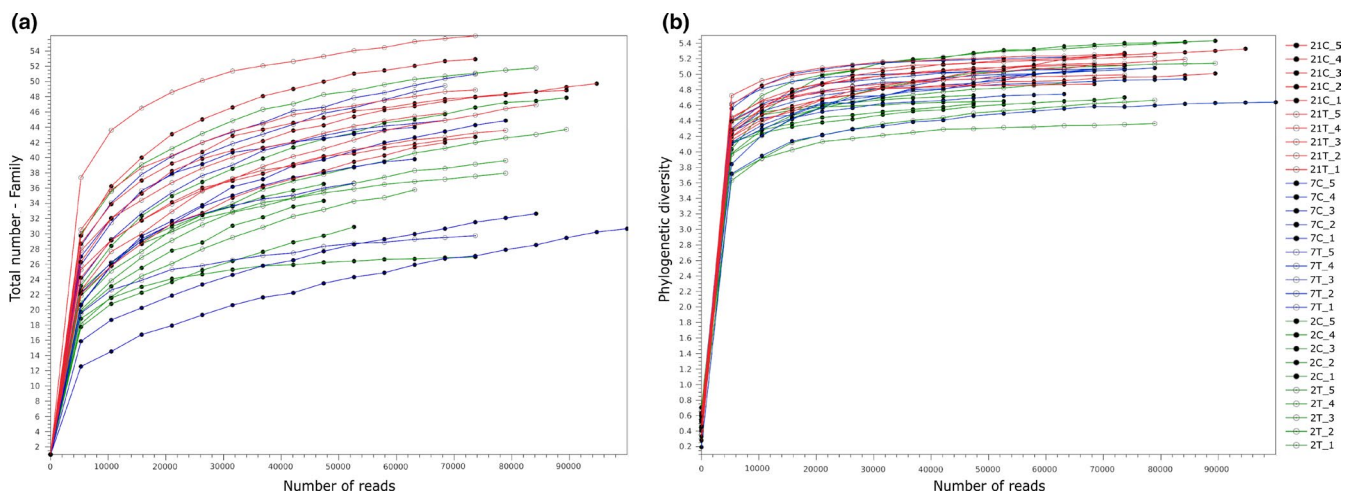 (a)
Total number - Family
54
52
50
48
46
44
42
40
38
36
34
32
30
28
26
24
22
20
18
16
14
12
10
8
6
4
2
0 10000 20000 30000 40000 50000 60000 70000 80000 90000
Number of reads
(b)
Phylogenetic diversity
5.4
5.2
5.0
4.8
4.6
4.4
4.2
4.0
3.8
3.6
3.4
3.2
3.0
2.8
2.6
2.4
2.2
2.0
1.8
1.6
1.4
1.2
1.0
0.8
0.6
0.4
0.2
0 10000 20000 30000 40000 50000 60000 70000 80000 90000
Number of reads
21C_5
21C_4
21C_3
21C_2
21C_1
21T_5
21T_4
21T_3
21T_2
21T_1
7C_5
7C_4
7C_3
7C_2
7C_1
7T_5
7T_4
7T_3
7T_2
7T_1
2C_5
2C_4
2C_3
2C_2
2C_1
2T_5
2T_4
2T_3
2T_2
2T_1